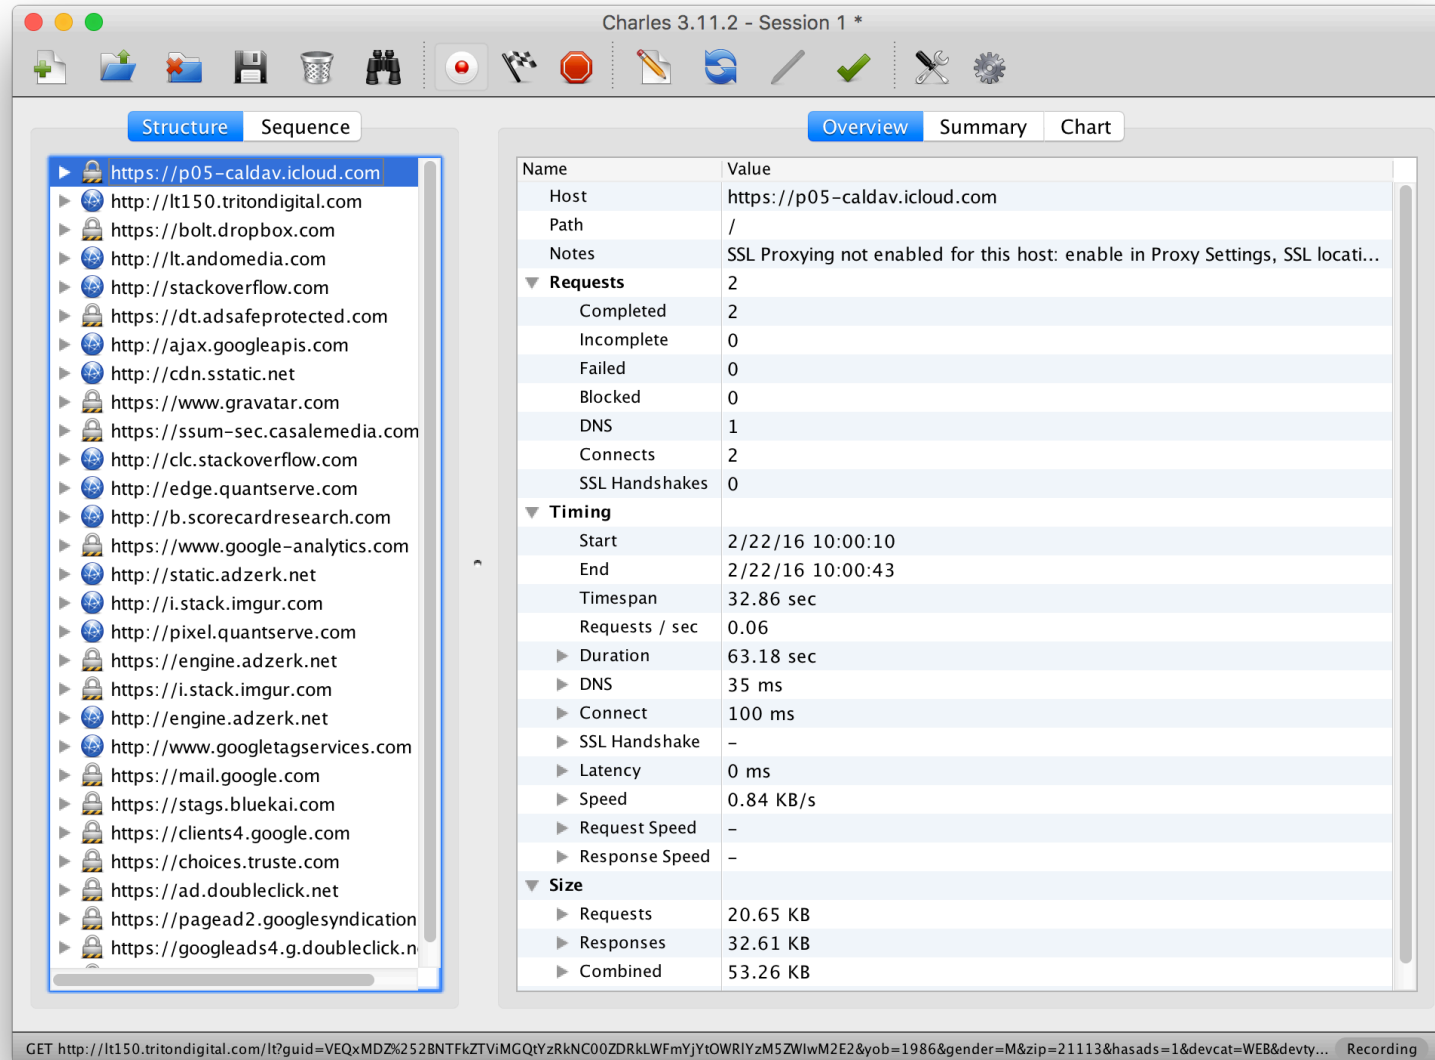 Charles 3.11.2 - Session 1 *
Structure Sequence
Overview Summary Chart
https://p05-caldav.icloud.com
http://lt150.tritondigital.com
https://bolt.dropbox.com
http://lt.andomedia.com
http://stackoverflow.com
https://dt.adsafeprotected.com
http://ajax.googleapis.com
http://cdn.sstatic.net
https://www.gravatar.com
https://ssum-sec.casalemedia.com
http://clc.stackoverflow.com
http://edge.quantserve.com
http://b.scorecardresearch.com
https://www.google-analytics.com
http://static.adzerk.net
http://i.stack.imgur.com
http://pixel.quantserve.com
https://engine.adzerk.net
https://i.stack.imgur.com
http://engine.adzerk.net
http://www.googletagservices.com
https://mail.google.com
https://stags.bluekai.com
https://clients4.google.com
https://choices.truste.com
https://ad.doubleclick.net
https://pagead2.googlesyndication
https://googleads4.g.doubleclick.n
Name Value
Host https://p05-caldav.icloud.com
Path /
Notes SSL Proxying not enabled for this host: enable in Proxy Settings, SSL locati...
Requests 2
Completed 2
Incomplete 0
Failed 0
Blocked 0
DNS 1
Connects 2
SSL Handshakes 0
Timing
Start 2/22/16 10:00:10
End 2/22/16 10:00:43
Timespan 32.86 sec
Requests / sec 0.06
Duration 63.18 sec
DNS 35 ms
Connect 100 ms
SSL Handshake -
Latency 0 ms
Speed 0.84 KB/s
Request Speed -
Response Speed -
Size
Requests 20.65 KB
Responses 32.61 KB
Combined 53.26 KB
GET http://lt150.tritondigital.com/lt?guid=VEQxMDZ%252BNTFkZTViMGQtYzRkNC00ZDRkLWFmYjYtOWRlYzM5ZWIwM2E2&yob=1986&gender=M&zip=21113&hasads=1&devcat=WEB&devty... Recording